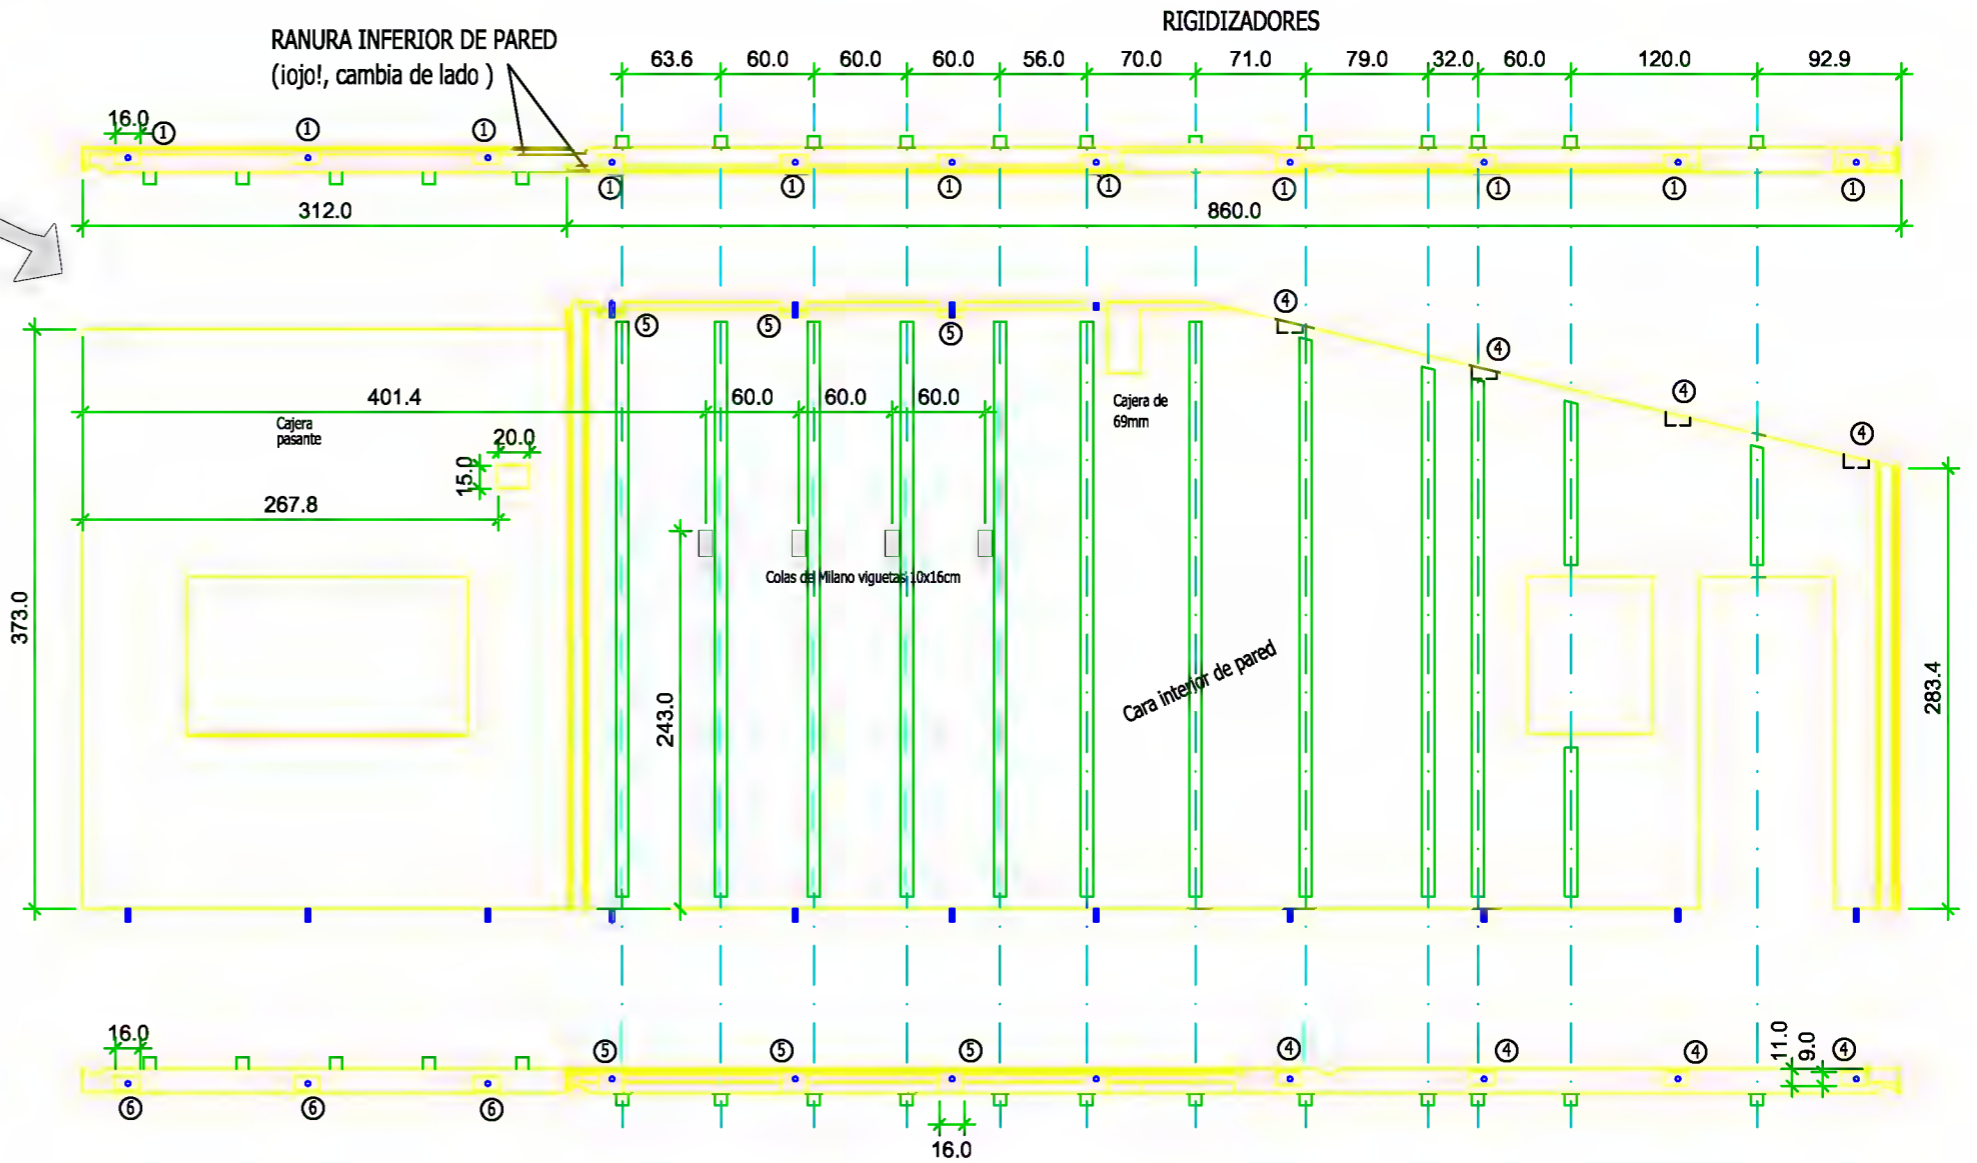 RIGIDIZADORES
RANURA INFERIOR DE PARED
(¡ojo!, cambia de lado )
63.6 60.0 60.0 60.0 56.0 70.0 71.0 79.0 32.0 60.0 120.0 92.9
16.0 1 1 1
1 1 1 1 1 1 1 1
312.0 860.0
4
5 5 5
4
4
4
401.4 60.0 60.0 60.0
Cajera
pasante
Cajera de
69mm
20.0
15.0
267.8
Colas de Milano viguetas 10x16cm
373.0
243.0
Cara interior de pared
283.4
16.0
5 5 5 4 4 4 4
11.0
9.0
6 6 6
16.0